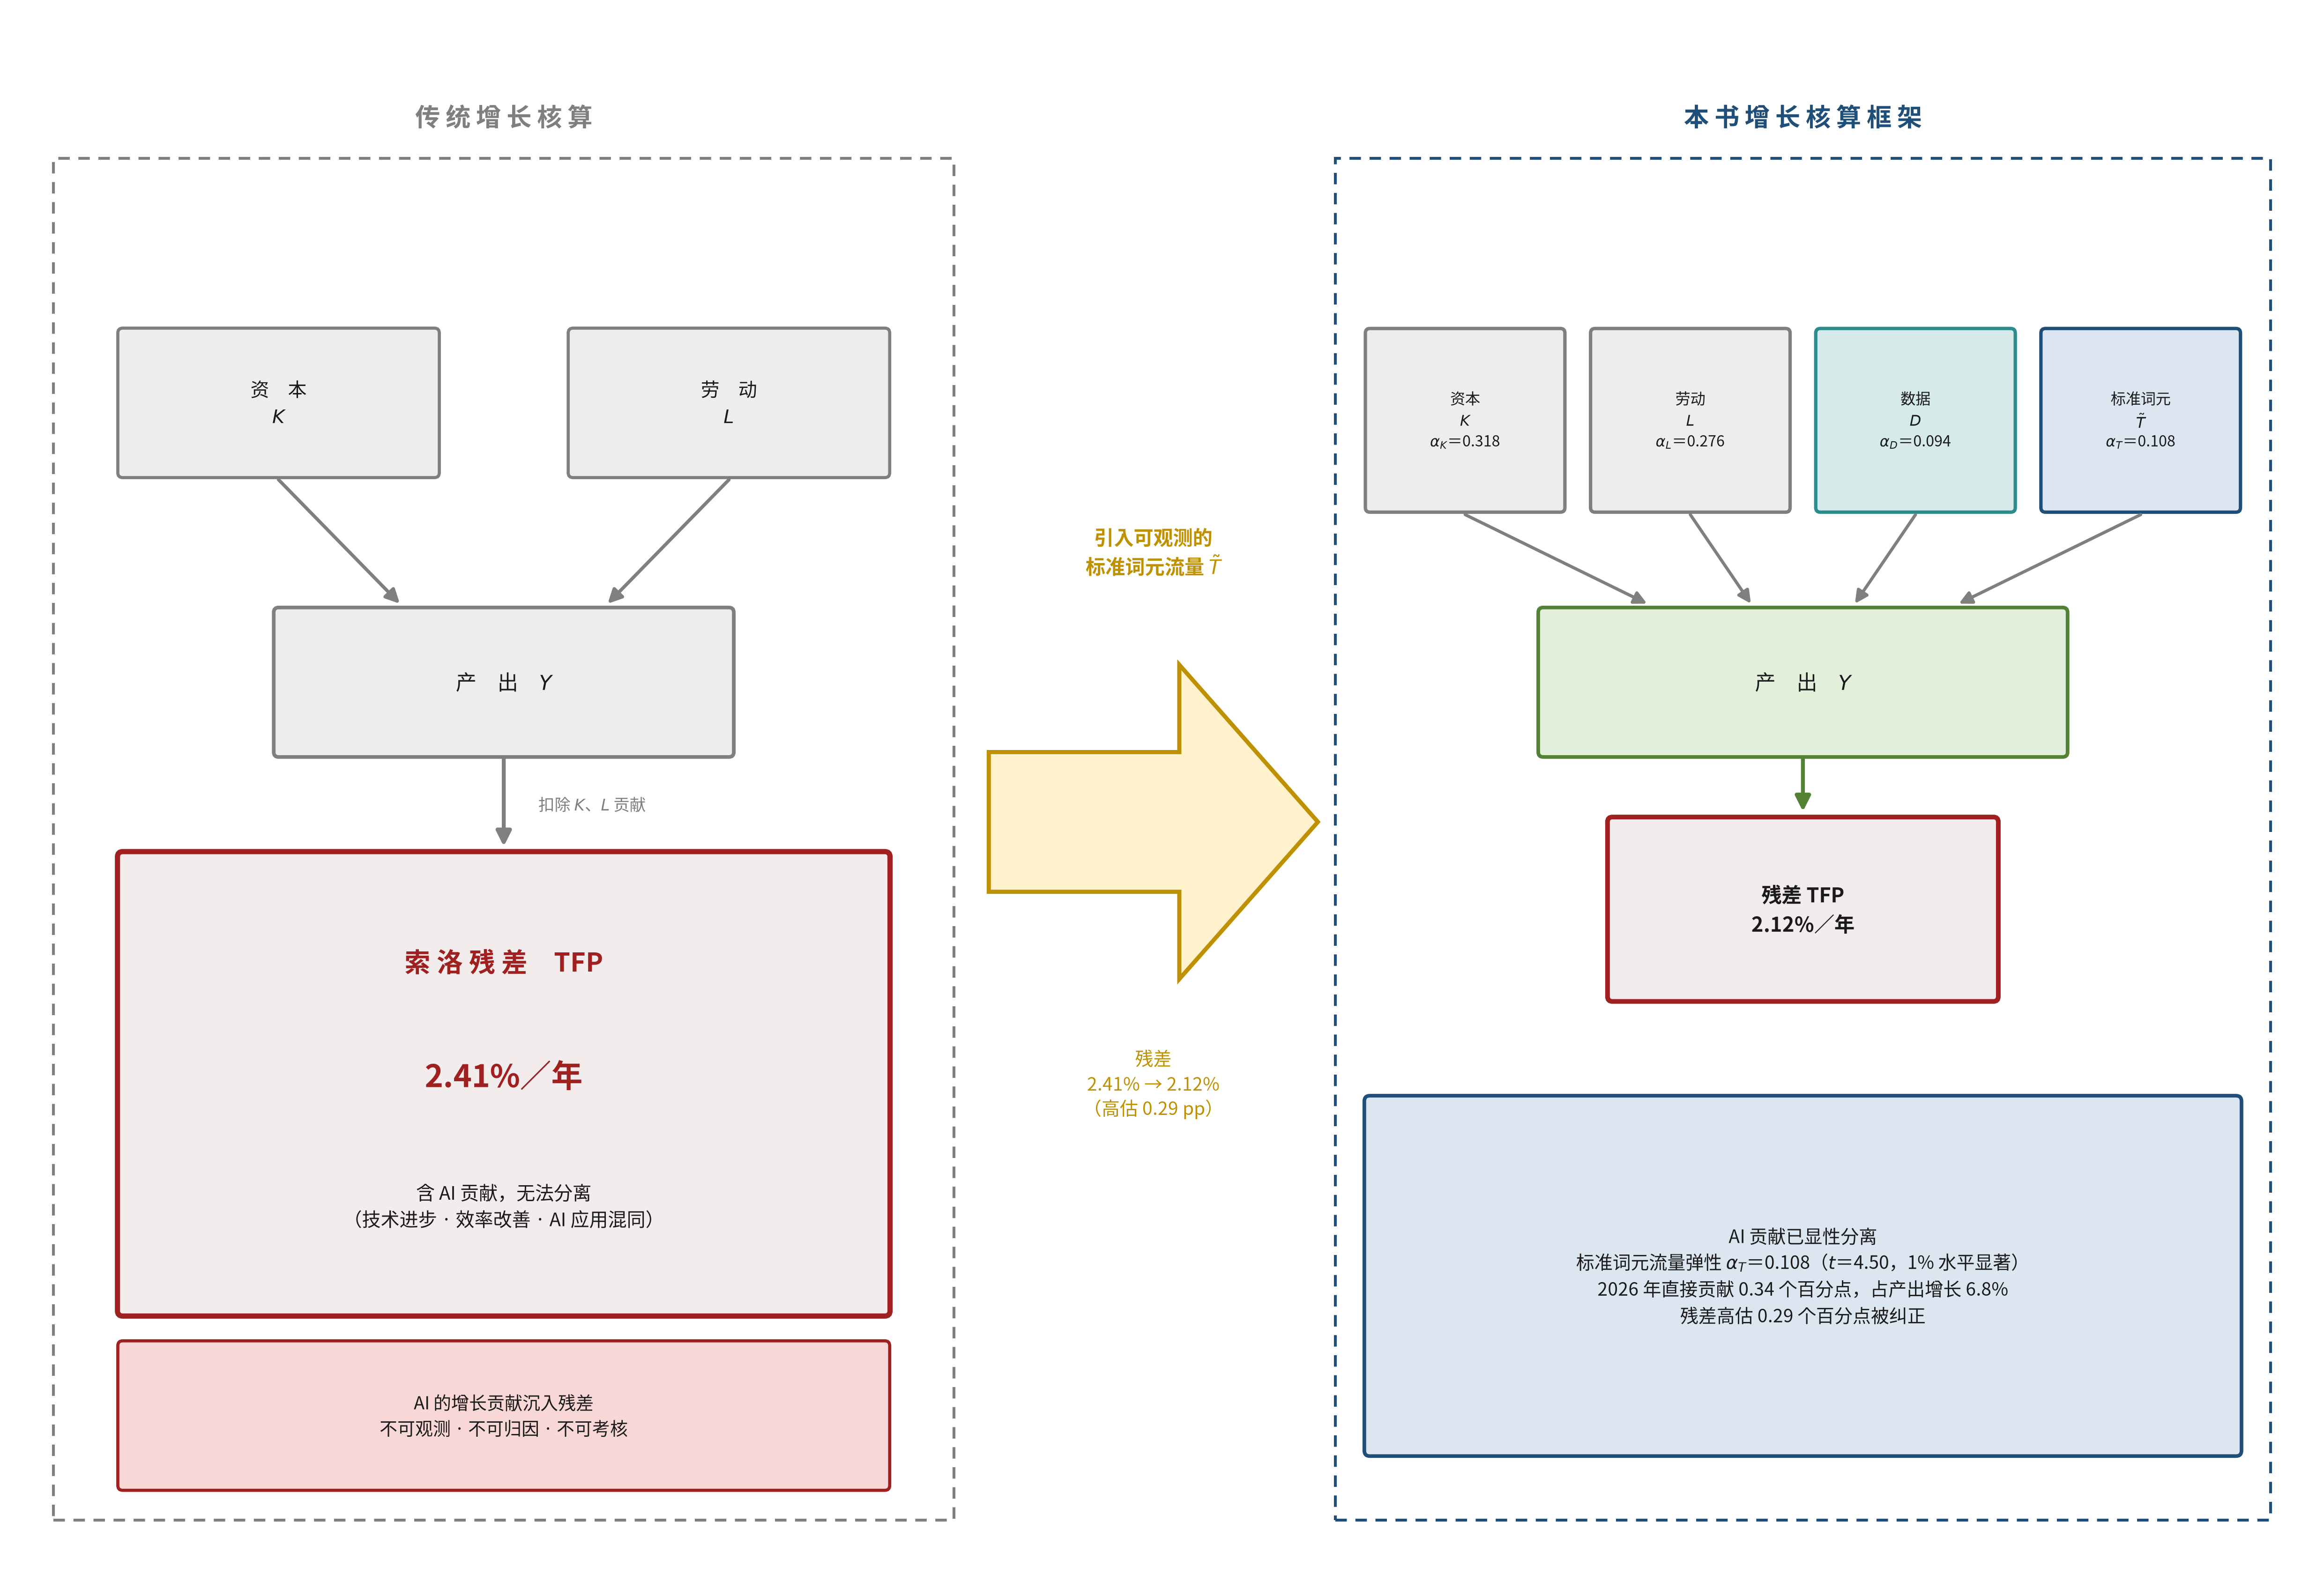 传统增长核算
资 本
K
劳 动
L
产 出 Y
扣除 K、L 贡献
索洛残差 TFP
2.41%／年
含 AI 贡献，无法分离
（技术进步 · 效率改善 · AI 应用混同）
AI 的增长贡献沉入残差
不可观测 · 不可归因 · 不可考核
引入可观测的
标准词元流量 T̃
残差
2.41% → 2.12%
（高估 0.29 pp）
本书增长核算框架
资本
K
α_K＝0.318
劳动
L
α_L＝0.276
数据
D
α_D＝0.094
标准词元
T̃
α_T＝0.108
产 出 Y
残差 TFP
2.12%／年
AI 贡献已显性分离
标准词元流量弹性 α_T＝0.108（t＝4.50，1% 水平显著）
2026 年直接贡献 0.34 个百分点，占产出增长 6.8%
残差高估 0.29 个百分点被纠正